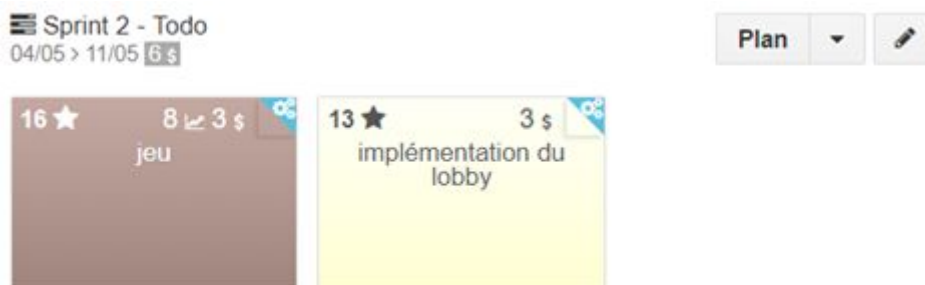 Sprint 2 - Todo
04/05 > 11/05 6 $
Plan
16 8 3 $
jeu
13 3 $
implémentation du
lobby